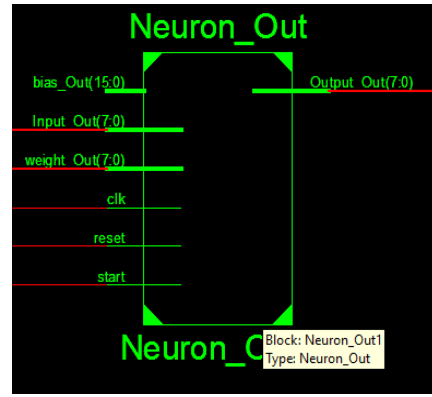 Neuron_Out
bias_Out(15:0)
Output_Out(7:0)
Input_Out(7:0)
weight_Out(7:0)
clk
reset
start
Neuron_O
Block: Neuron_Out1
Type: Neuron_Out